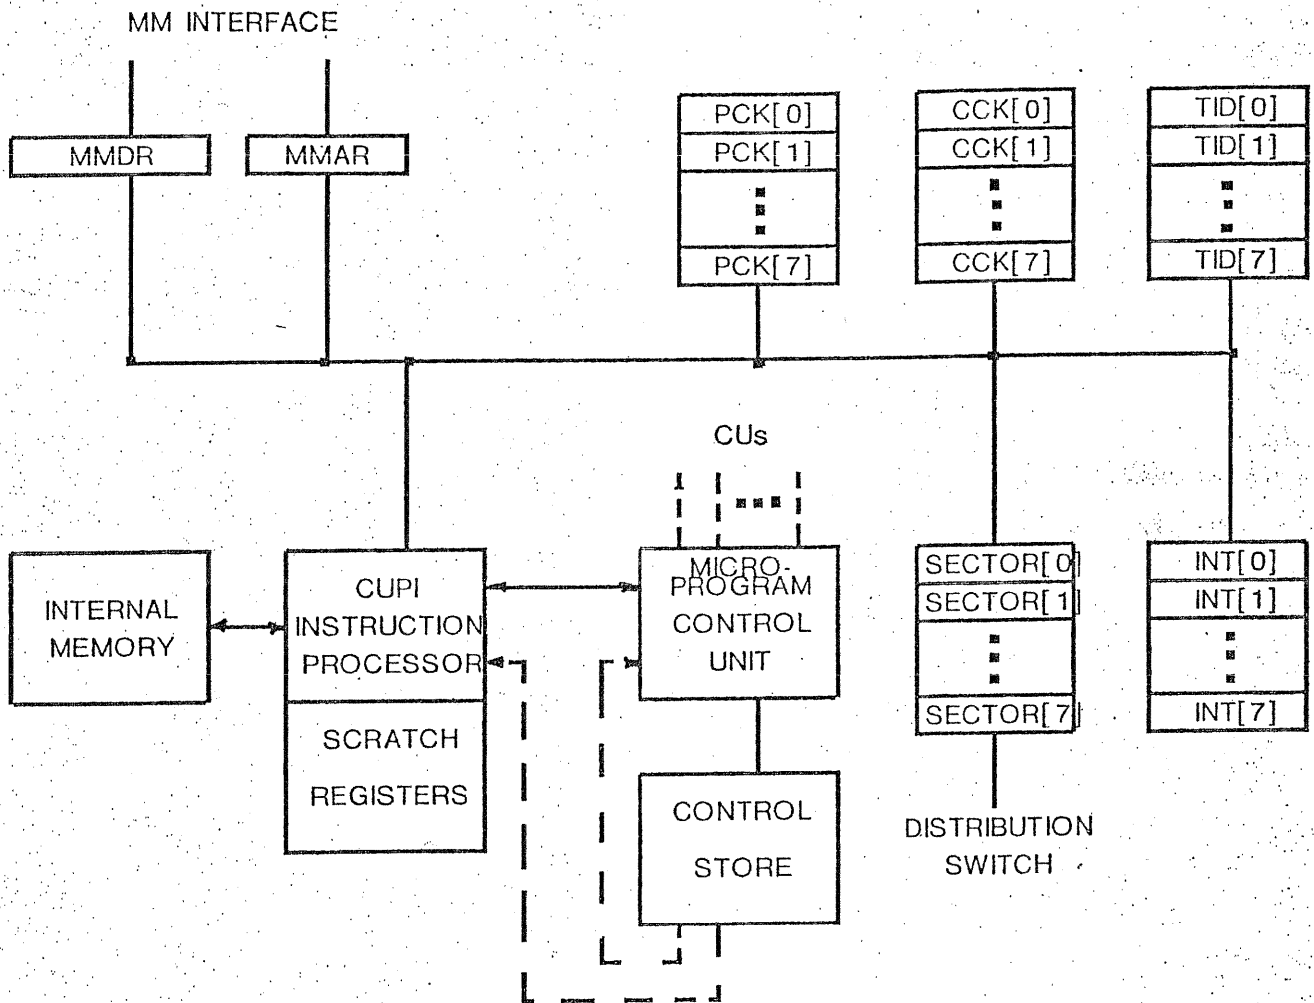 MM INTERFACE
MMDR
MMAR
PCK[0]
PCK[1]
PCK[7]
CCK[0]
CCK[1]
CCK[7]
TID[0]
TID[1]
TID[7]
CUs
INTERNAL
MEMORY
CUPI
INSTRUCTION
PROCESSOR
SCRATCH
REGISTERS
MICRO-
PROGRAM
CONTROL
UNIT
CONTROL
STORE
SECTOR[0]
SECTOR[1]
SECTOR[7]
DISTRIBUTION
SWITCH
INT[0]
INT[1]
INT[7]